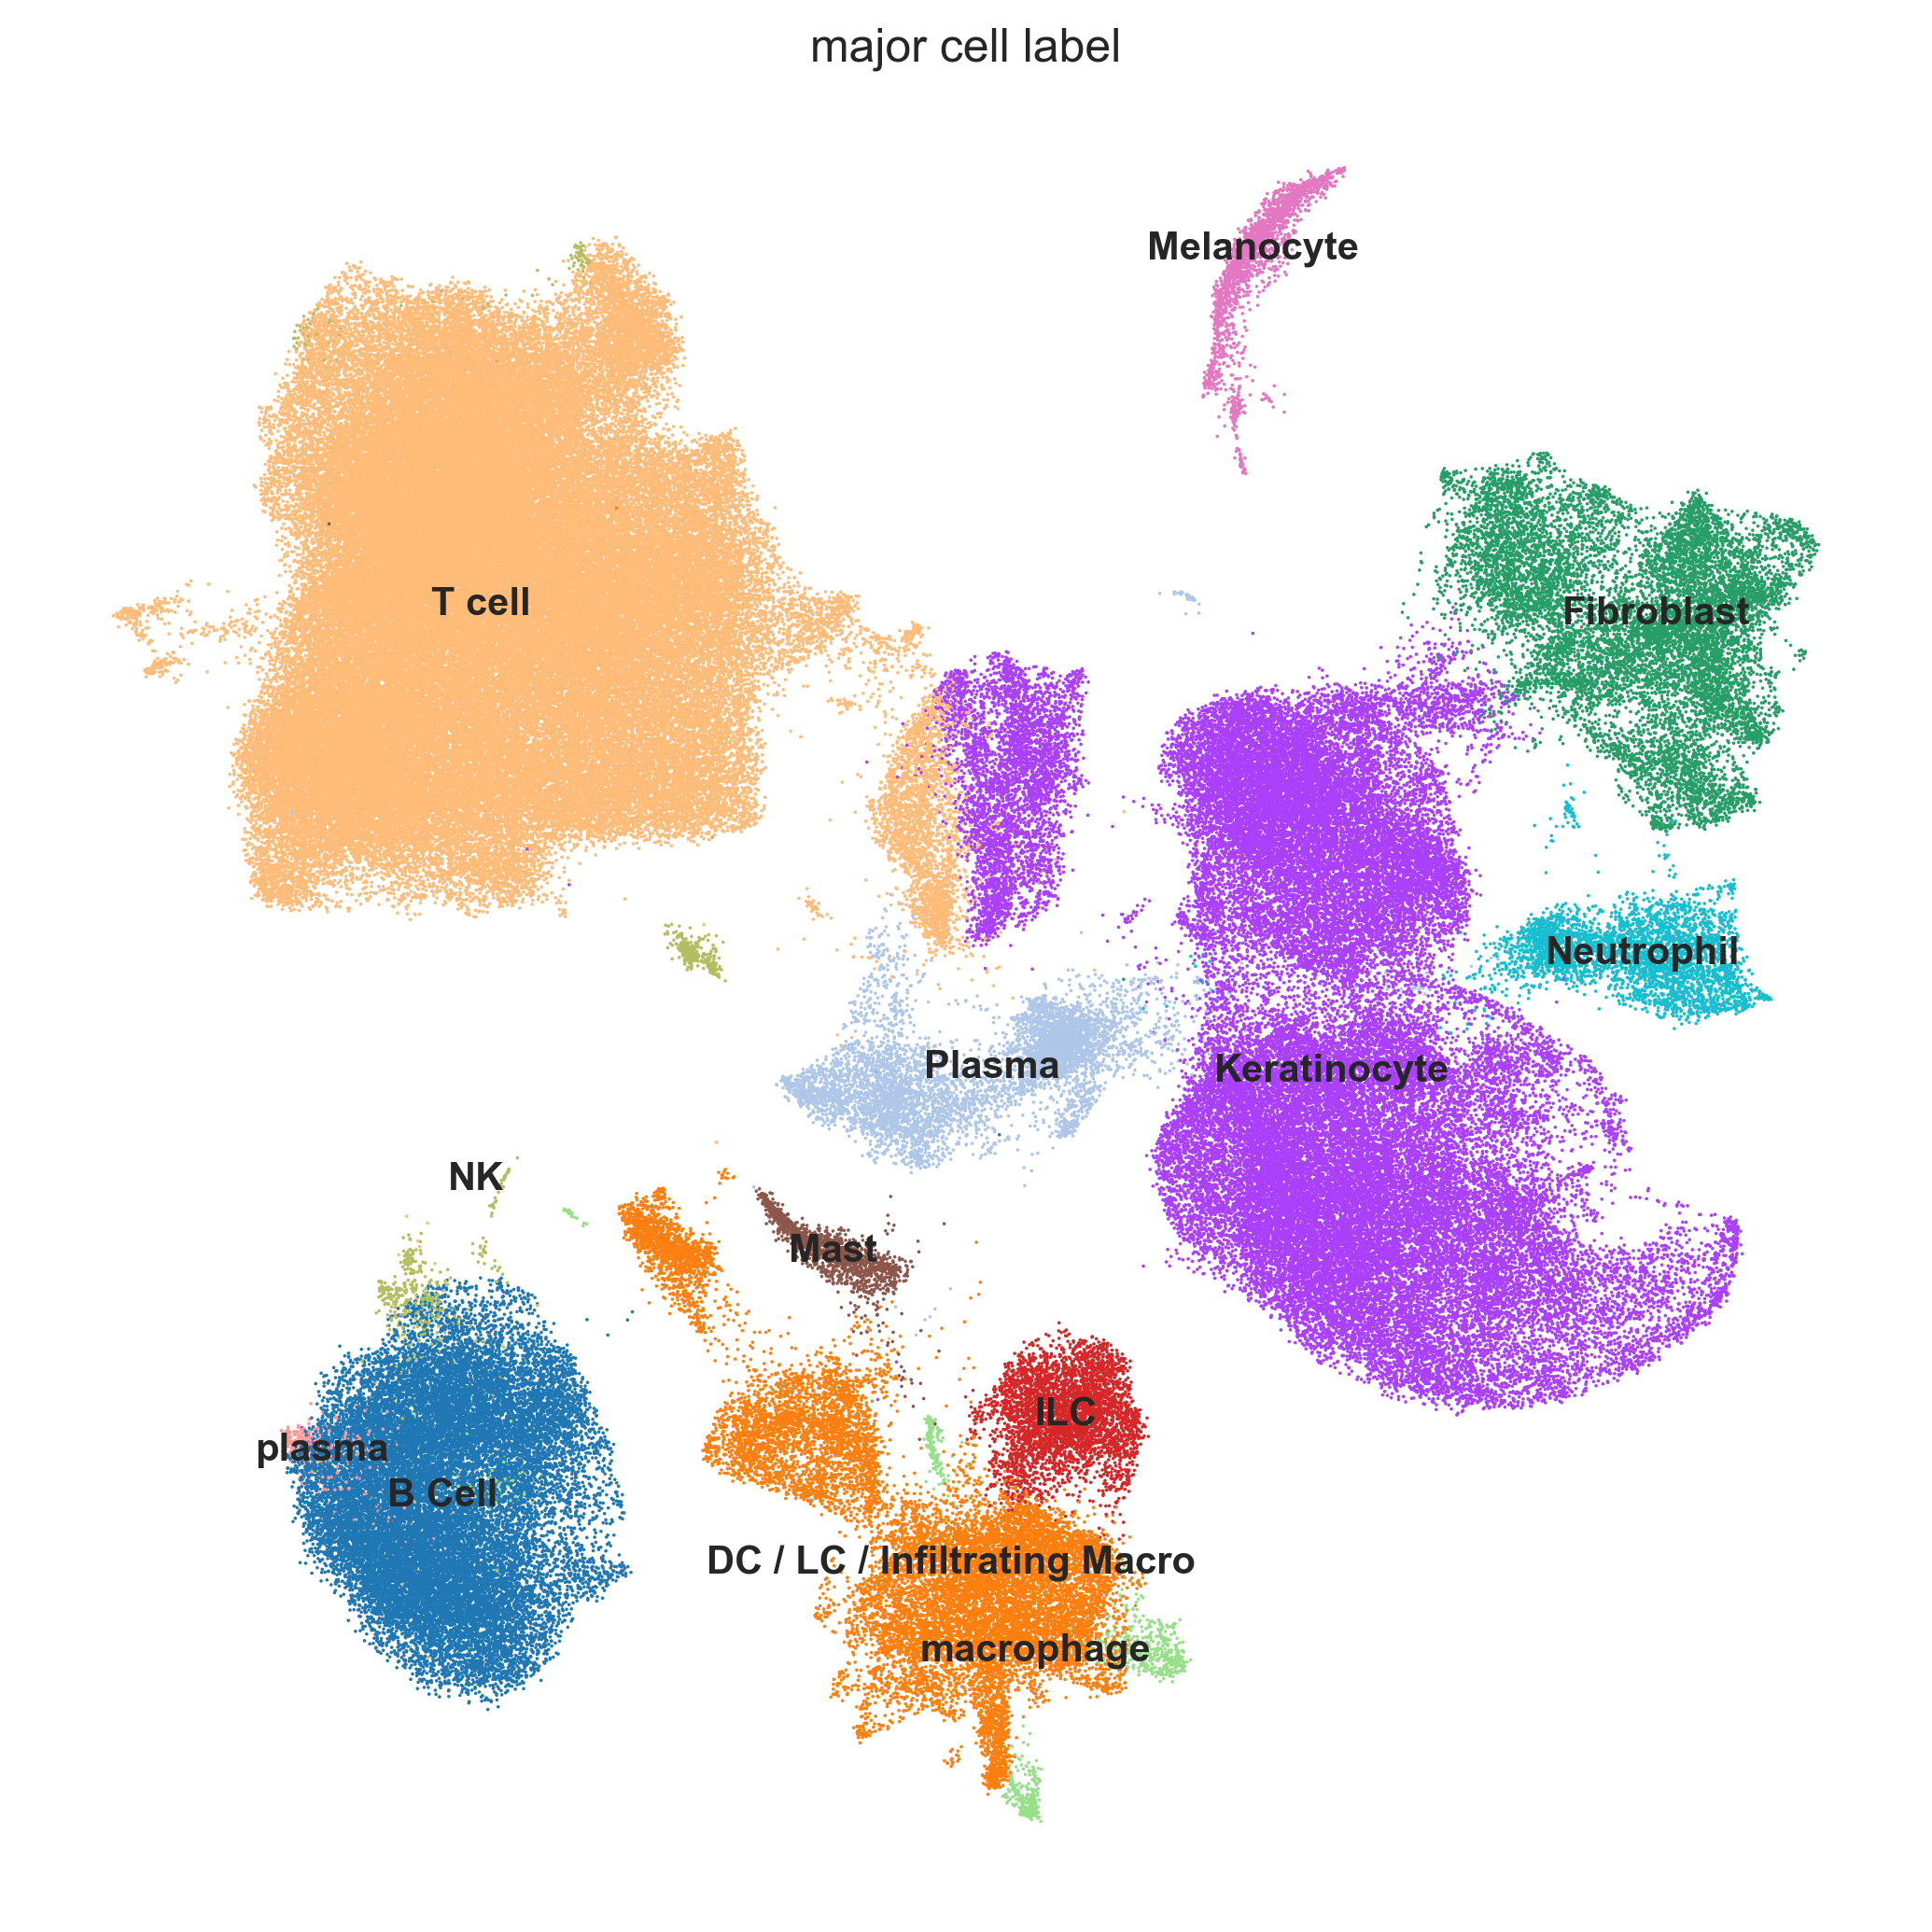 major cell label
Melanocyte
T cell
Fibroblast
Neutrophil
Plasma
Keratinocyte
NK
Mast
ILC
plasma
B Cell
DC / LC / Infiltrating Macro
macrophage